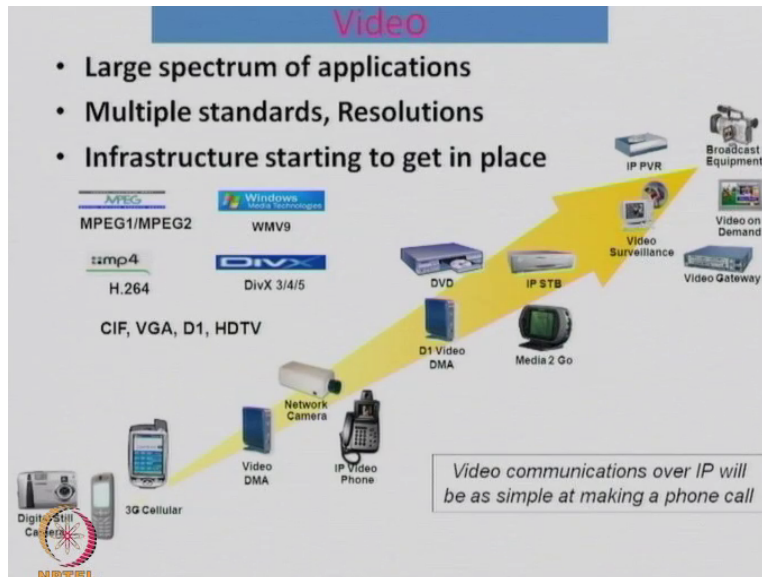 Video
• Large spectrum of applications
• Multiple standards, Resolutions
• Infrastructure starting to get in place
MPEG
MPEG1/MPEG2
Windows
Media Technologies
WMV9
mp4
H.264
DivX
DivX 3/4/5
CIF, VGA, D1, HDTV
Digital Still
Camera
3G Cellular
Video
DMA
Network
Camera
IP Video
Phone
DVD
D1 Video
DMA
IP STB
Media 2 Go
IP PVR
Video
Surveillance
Broadcast
Equipment
Video on
Demand
Video Gateway
Video communications over IP will
be as simple at making a phone call
NPTEL